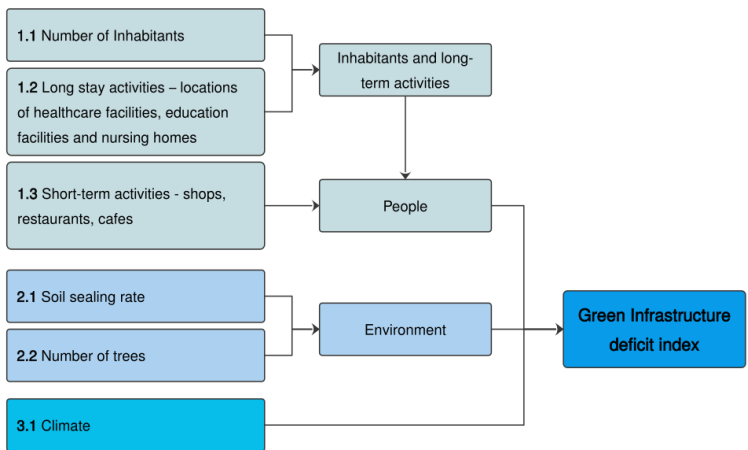 1.1 Number of Inhabitants
1.2 Long stay activities – locations
of healthcare facilities, education
facilities and nursing homes
Inhabitants and long-
term activities
1.3 Short-term activities - shops,
restaurants, cafes
People
2.1 Soil sealing rate
2.2 Number of trees
Environment
Green Infrastructure
deficit index
3.1 Climate